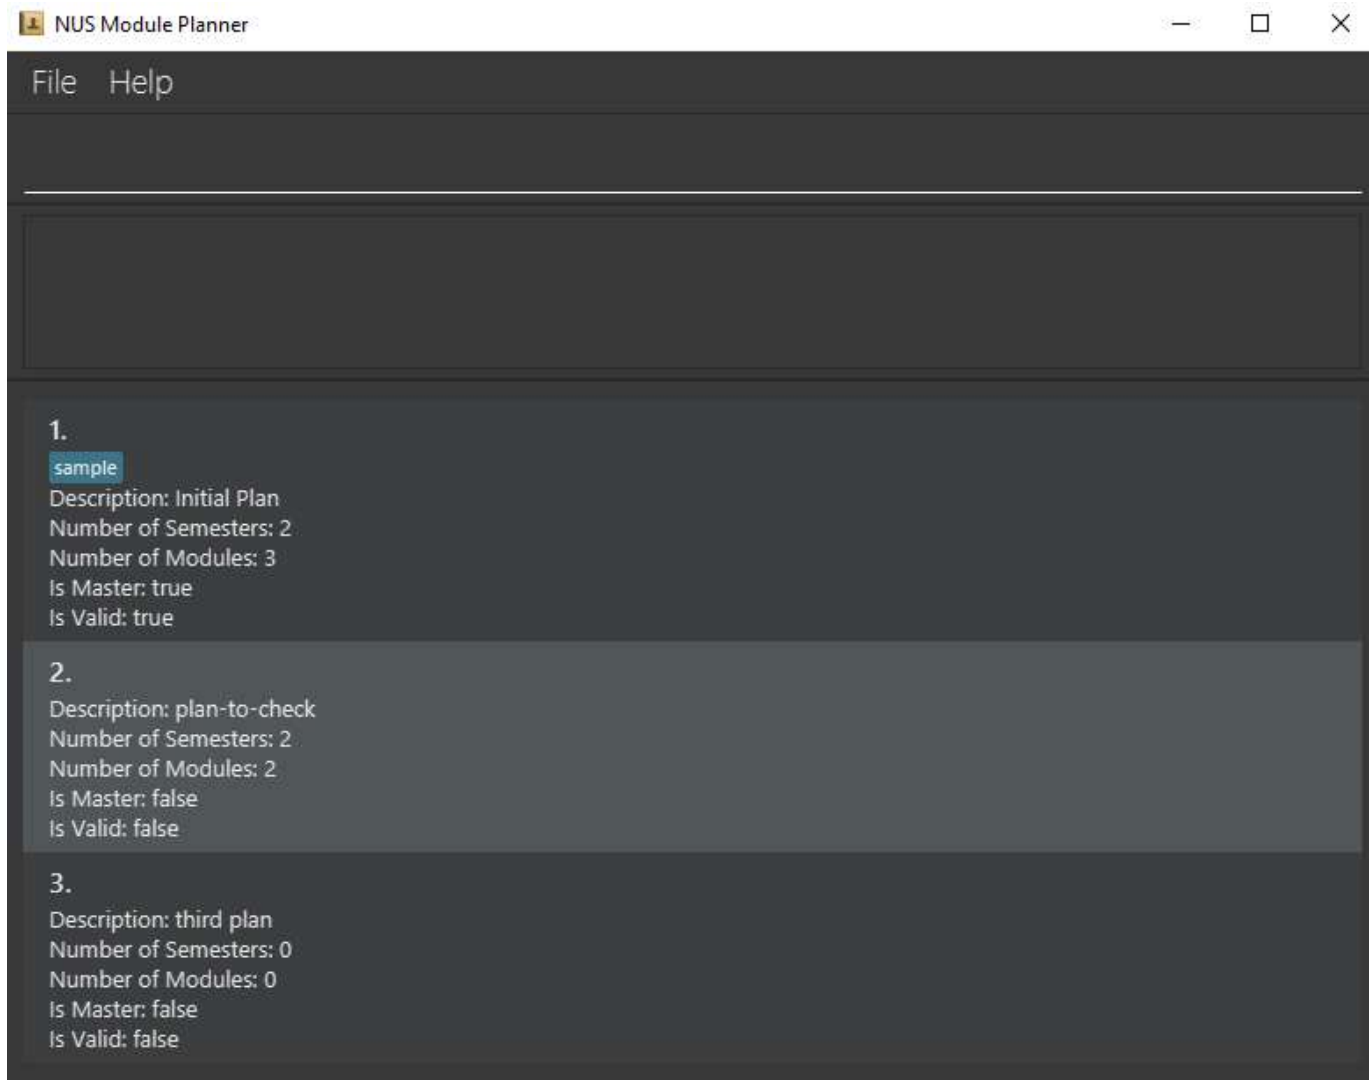 NUS Module Planner
File Help
1.
sample
Description: Initial Plan
Number of Semesters: 2
Number of Modules: 3
Is Master: true
Is Valid: true
2.
Description: plan-to-check
Number of Semesters: 2
Number of Modules: 2
Is Master: false
Is Valid: false
3.
Description: third plan
Number of Semesters: 0
Number of Modules: 0
Is Master: false
Is Valid: false